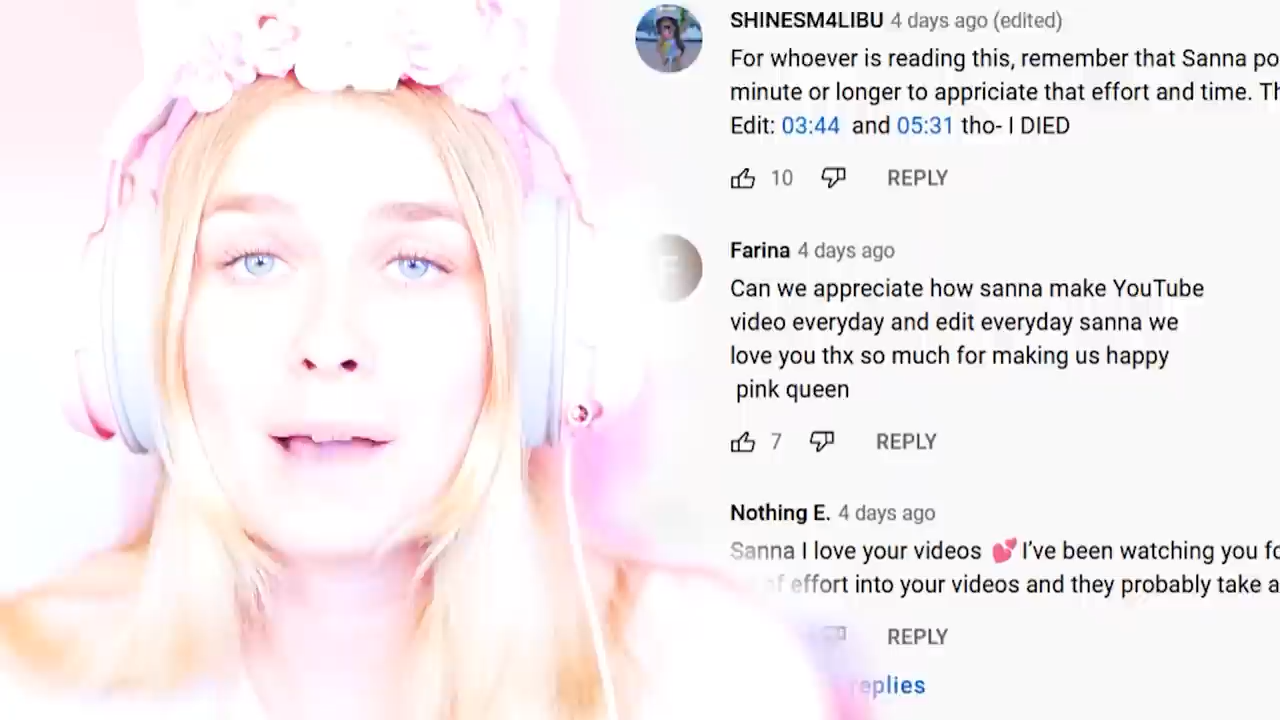 SHINESM4LIBU 4 days ago (edited)
For whoever is reading this, remember that Sanna po
minute or longer to appriciate that effort and time. Th
Edit: 03:44 and 05:31 tho- I DIED
10 REPLY
Farina 4 days ago
Can we appreciate how sanna make YouTube
video everyday and edit everyday sanna we
love you thx so much for making us happy
pink queen
7 REPLY
Nothing E. 4 days ago
Sanna I love your videos 💕 I’ve been watching you fo
of effort into your videos and they probably take a
REPLY
replies